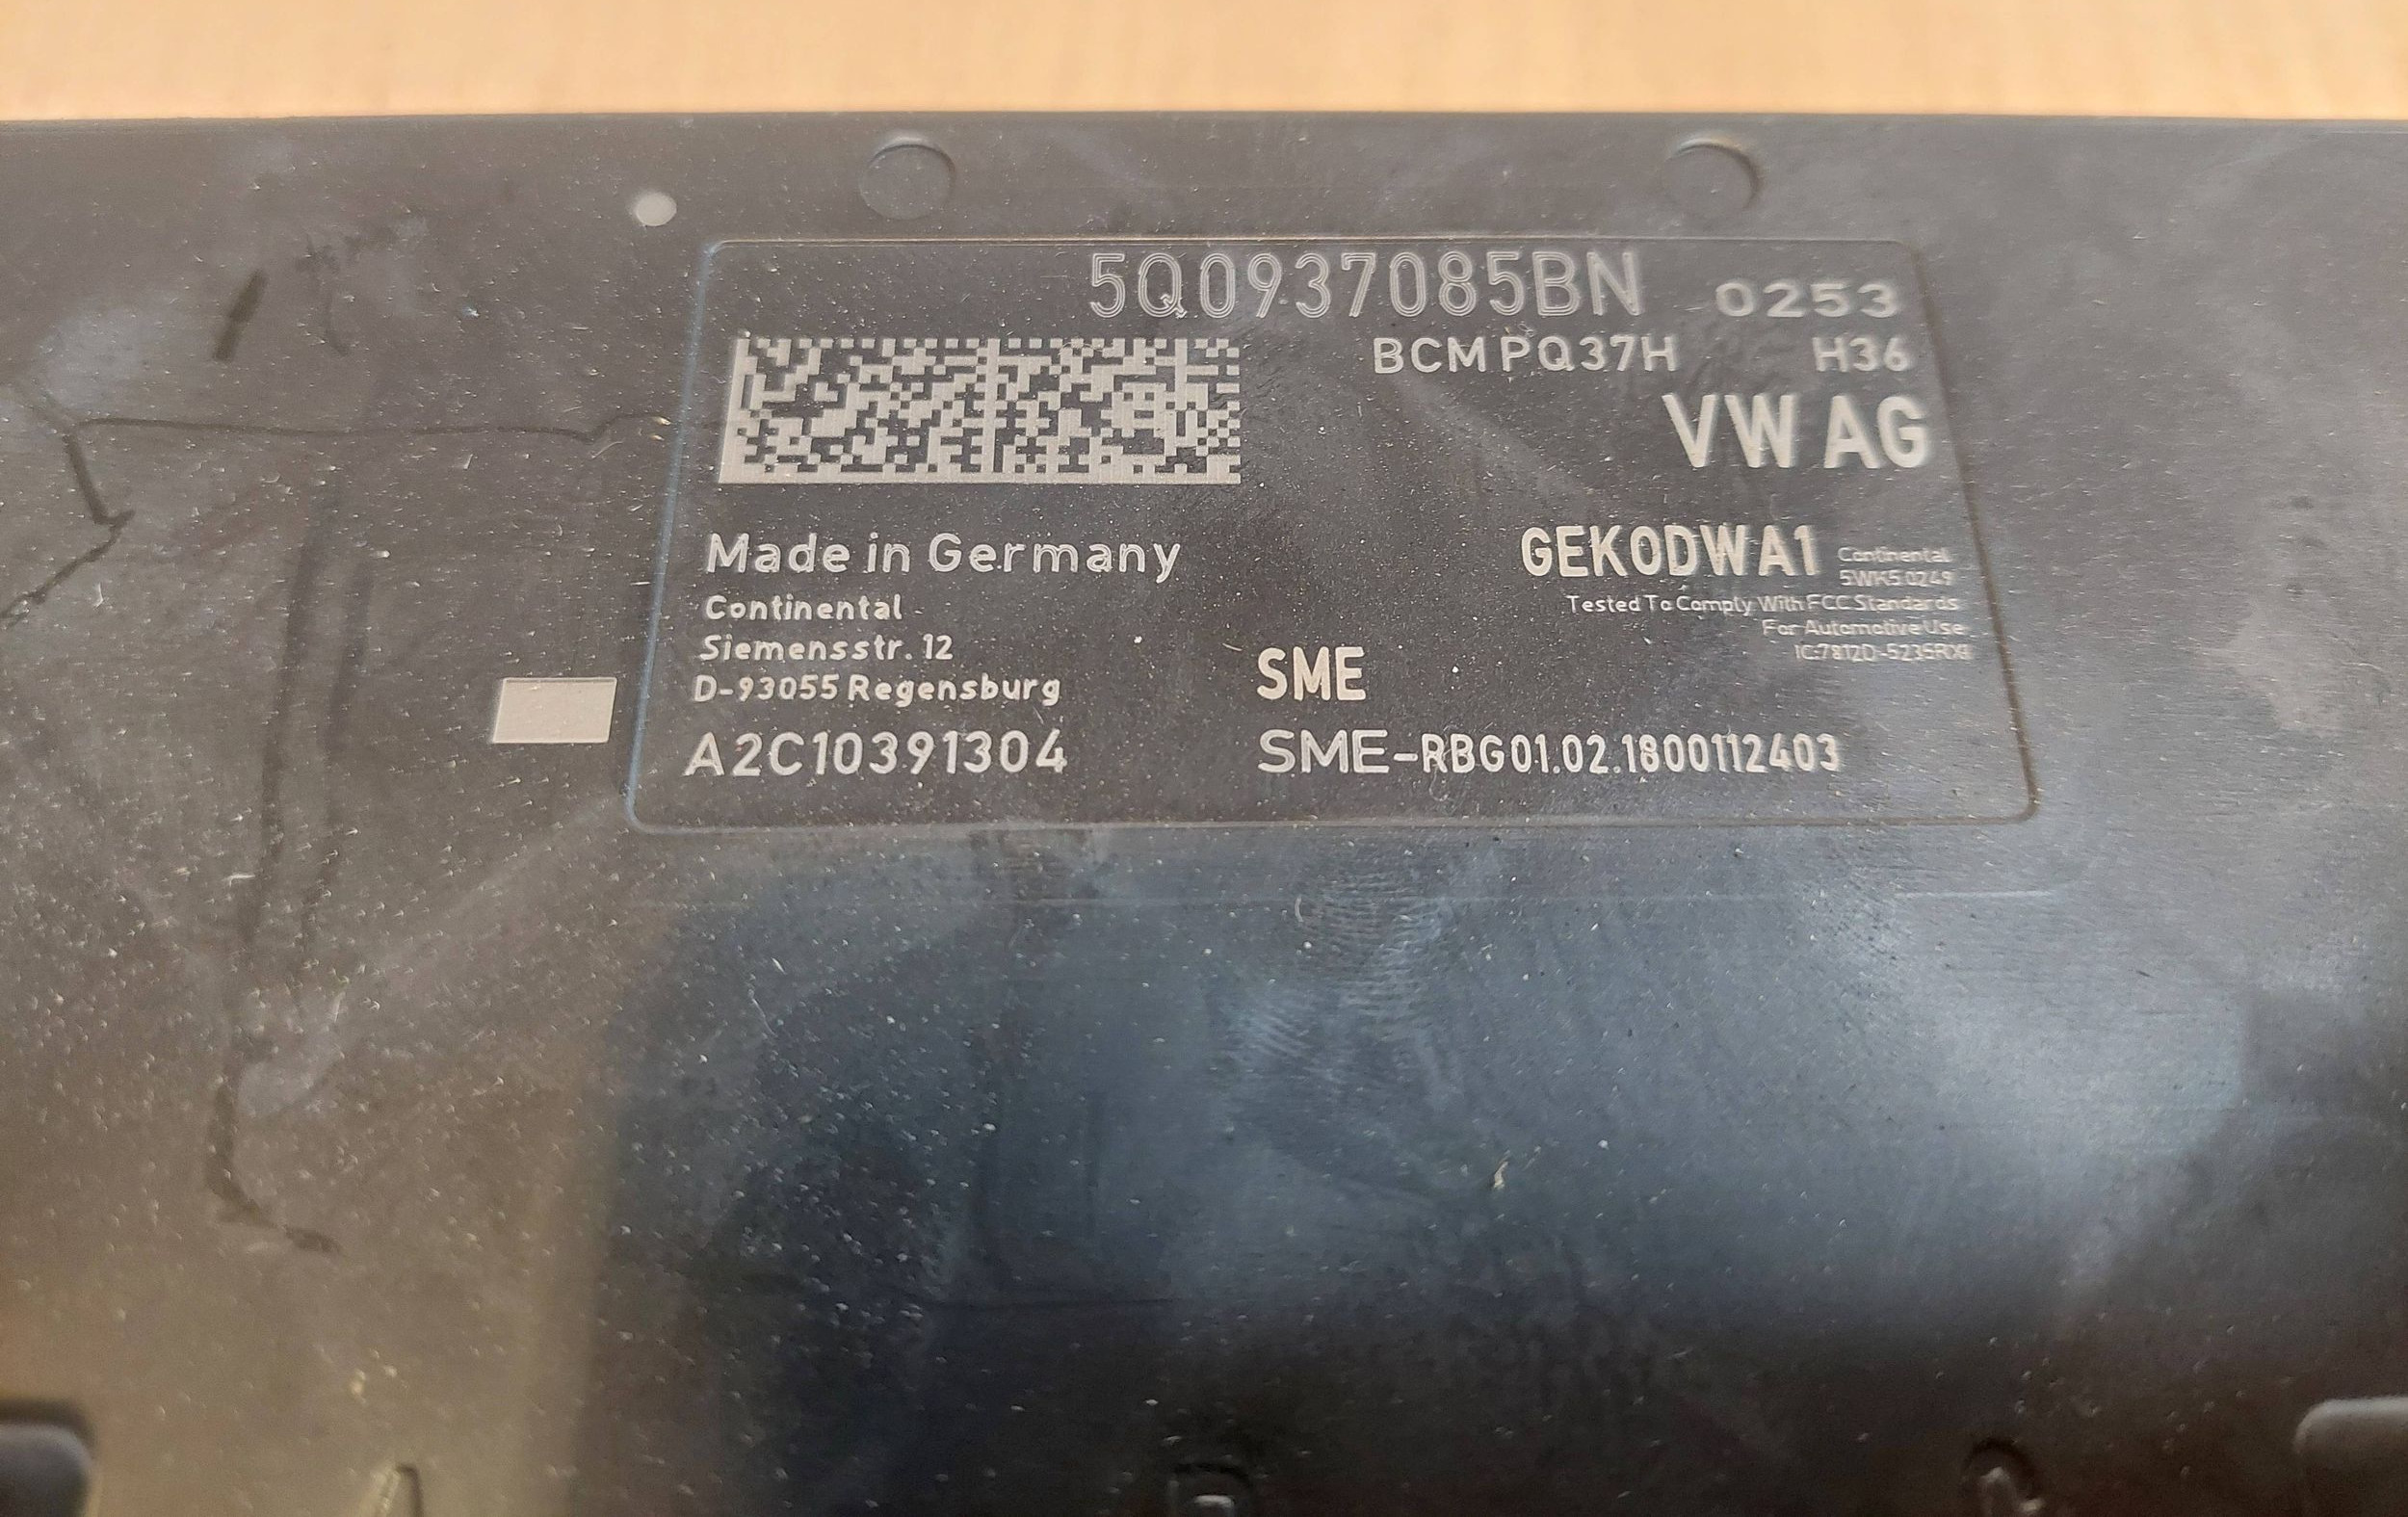 5Q0937085BN 0253
BCM PQ37H H36
VW AG
Made in Germany
GEKODWA1
Continental
5WK50249
Tested To Comply With FCC Standards
For Automotive Use
Continental
Siemensstr. 12
D-93055 Regensburg
SME
A2C10391304
SME-RBG01.02.1800112403